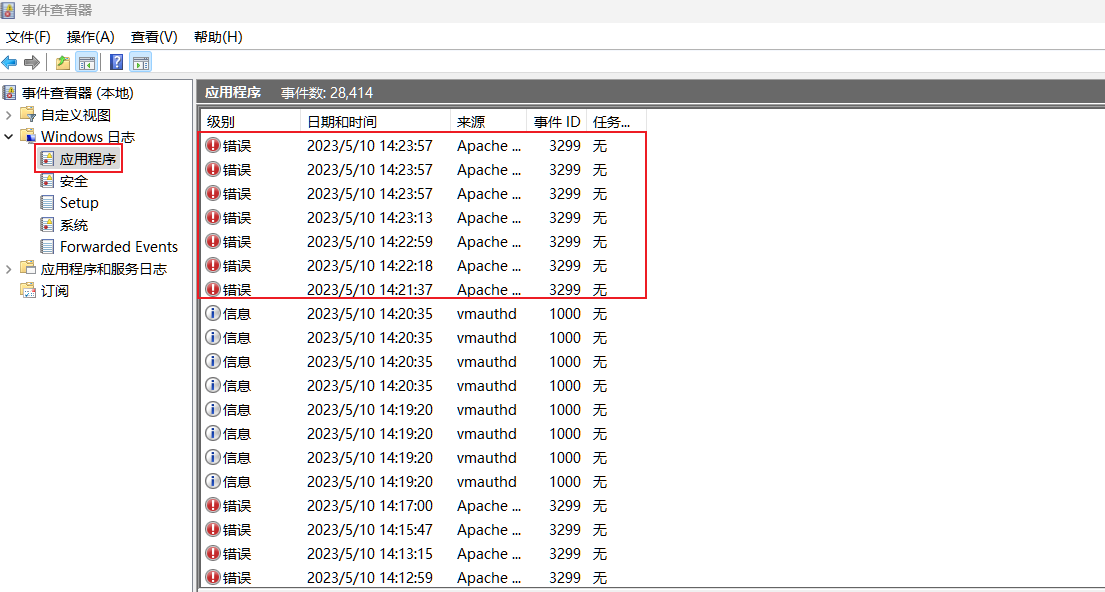 事件查看器
文件(F) 操作(A) 查看(V) 帮助(H)
事件查看器 (本地)
自定义视图
Windows 日志
应用程序
安全
Setup
系统
Forwarded Events
应用程序和服务日志
订阅
应用程序 事件数: 28,414
级别 日期和时间 来源 事件 ID 任务...
错误 2023/5/10 14:23:57 Apache ... 3299 无
错误 2023/5/10 14:23:57 Apache ... 3299 无
错误 2023/5/10 14:23:57 Apache ... 3299 无
错误 2023/5/10 14:23:13 Apache ... 3299 无
错误 2023/5/10 14:22:59 Apache ... 3299 无
错误 2023/5/10 14:22:18 Apache ... 3299 无
错误 2023/5/10 14:21:37 Apache ... 3299 无
信息 2023/5/10 14:20:35 vmauthd 1000 无
信息 2023/5/10 14:20:35 vmauthd 1000 无
信息 2023/5/10 14:20:35 vmauthd 1000 无
信息 2023/5/10 14:20:35 vmauthd 1000 无
信息 2023/5/10 14:19:20 vmauthd 1000 无
信息 2023/5/10 14:19:20 vmauthd 1000 无
信息 2023/5/10 14:19:20 vmauthd 1000 无
信息 2023/5/10 14:19:20 vmauthd 1000 无
错误 2023/5/10 14:17:00 Apache ... 3299 无
错误 2023/5/10 14:15:47 Apache ... 3299 无
错误 2023/5/10 14:13:15 Apache ... 3299 无
错误 2023/5/10 14:12:59 Apache ... 3299 无